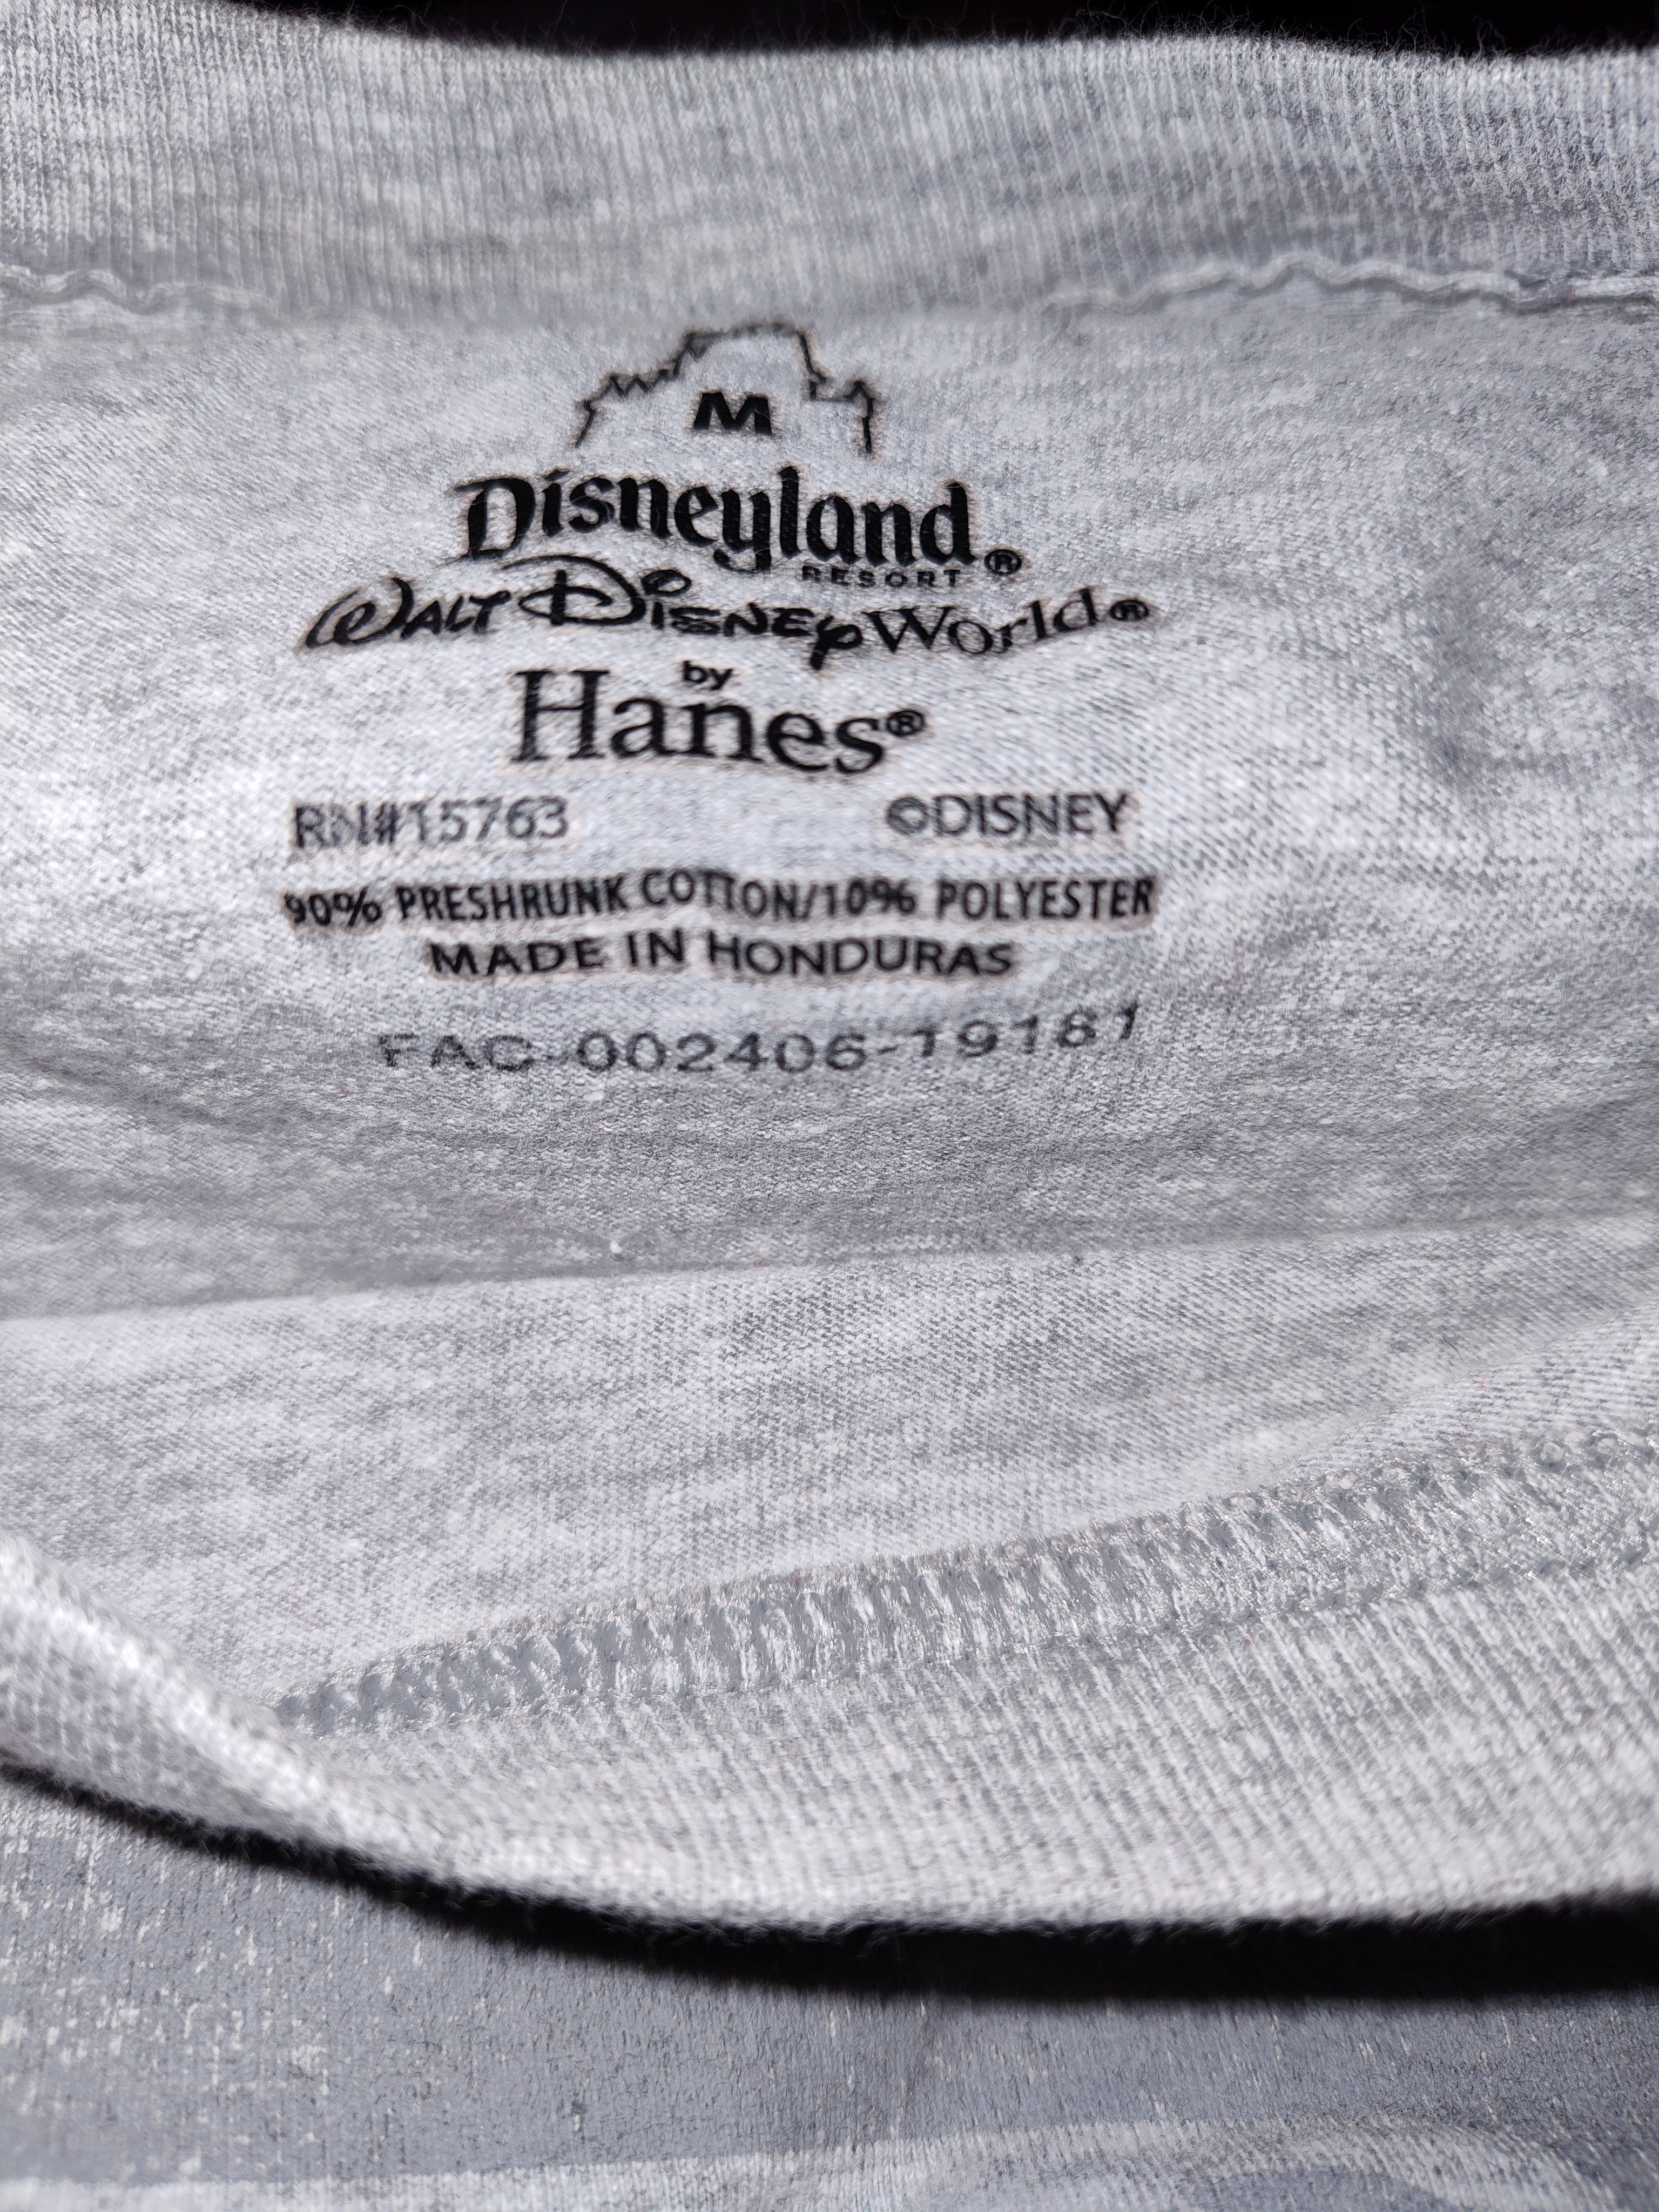 M
Disneyland®
RESORT
WALT DISNEY World®
by
Hanes®
RN#15763 ©DISNEY
90% PRESHRUNK COTTON/10% POLYESTER
MADE IN HONDURAS
FAC-002406-19181